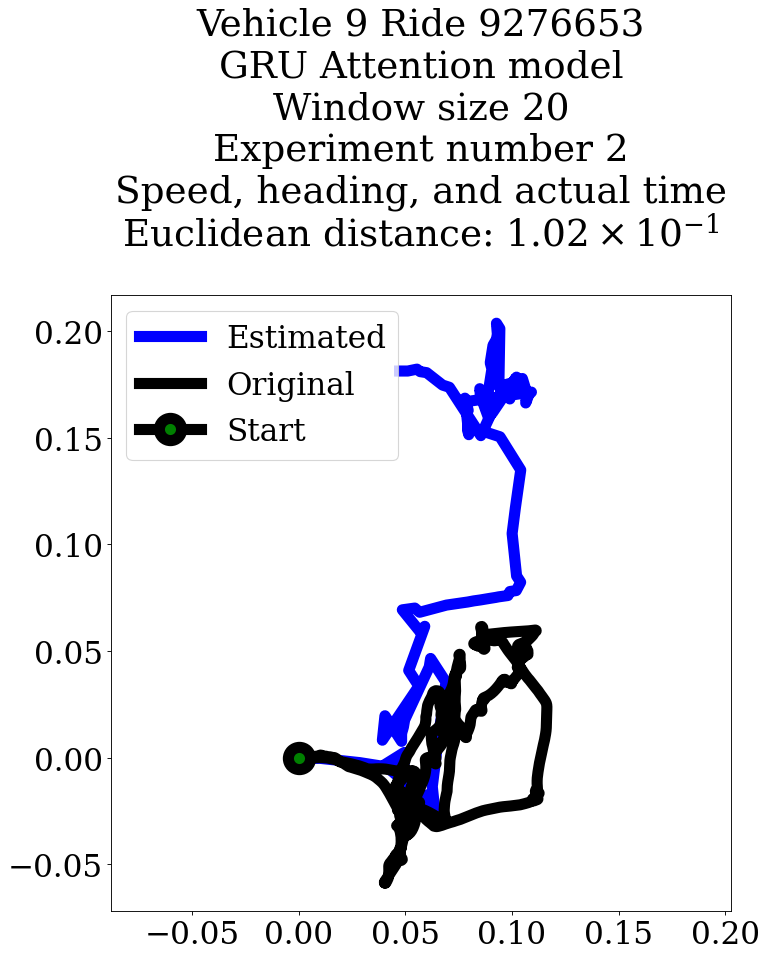 Vehicle 9 Ride 9276653
GRU Attention model
Window size 20
Experiment number 2
Speed, heading, and actual time
Euclidean distance: 1.02 × 10⁻¹
Estimated
Original
Start
0.20
0.15
0.10
0.05
0.00
−0.05
−0.05 0.00 0.05 0.10 0.15 0.20